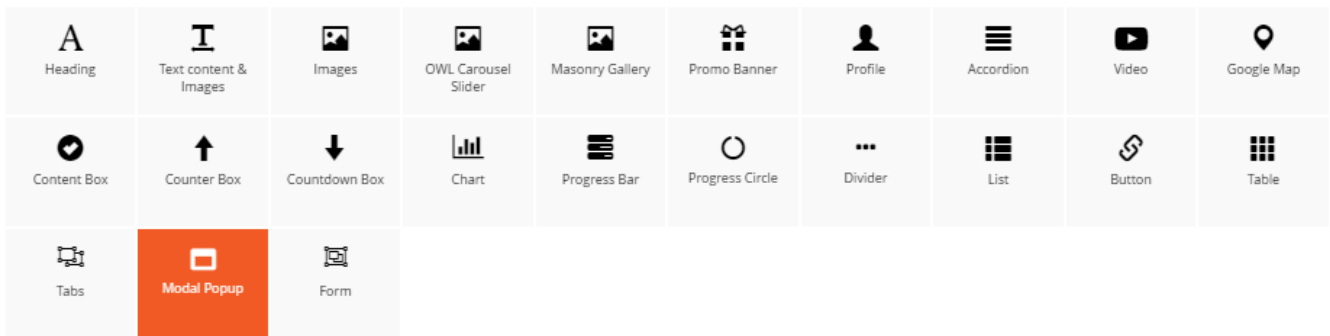 Heading
Text content &
Images
Images
OWL Carousel
Slider
Masonry Gallery
Promo Banner
Profile
Accordion
Video
Google Map
Content Box
Counter Box
Countdown Box
Chart
Progress Bar
Progress Circle
Divider
List
Button
Table
Tabs
Modal Popup
Form